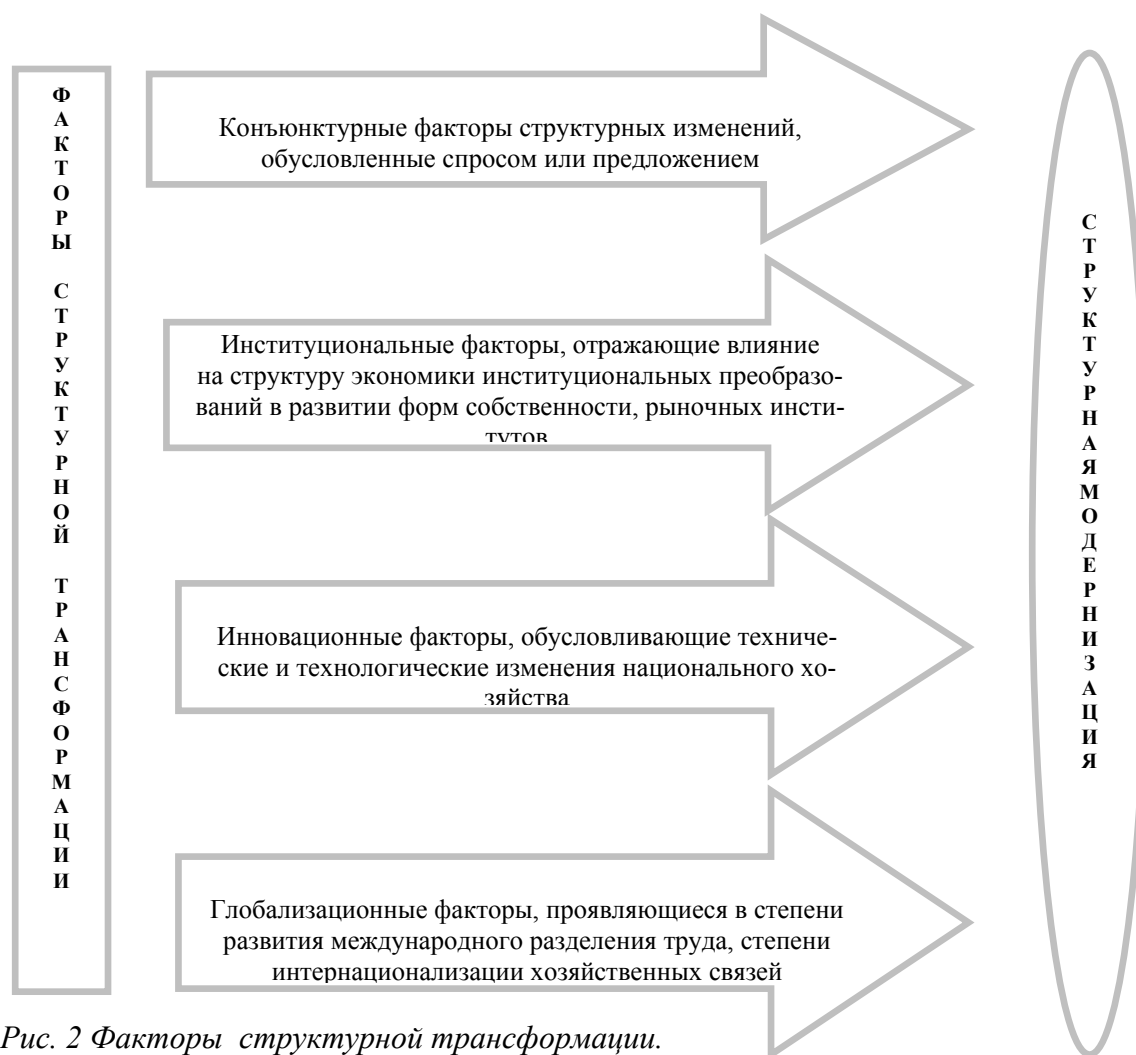 ФАКТОРЫ СТРУКТУРНОЙ ТРАНСФОРМАЦИИ
Конъюнктурные факторы структурных изменений,
обусловленные спросом или предложением
Институциональные факторы, отражающие влияние
на структуру экономики институциональных преобразо-
ваний в развитии форм собственности, рыночных инсти-
тутов
Инновационные факторы, обусловливающие техниче-
ские и технологические изменения национального хо-
зяйства
Глобализационные факторы, проявляющиеся в степени
развития международного разделения труда, степени
интернационализации хозяйственных связей
СТРУКТУРНАЯМОДЕРНИЗАЦИЯ
Рис. 2 Факторы  структурной трансформации.